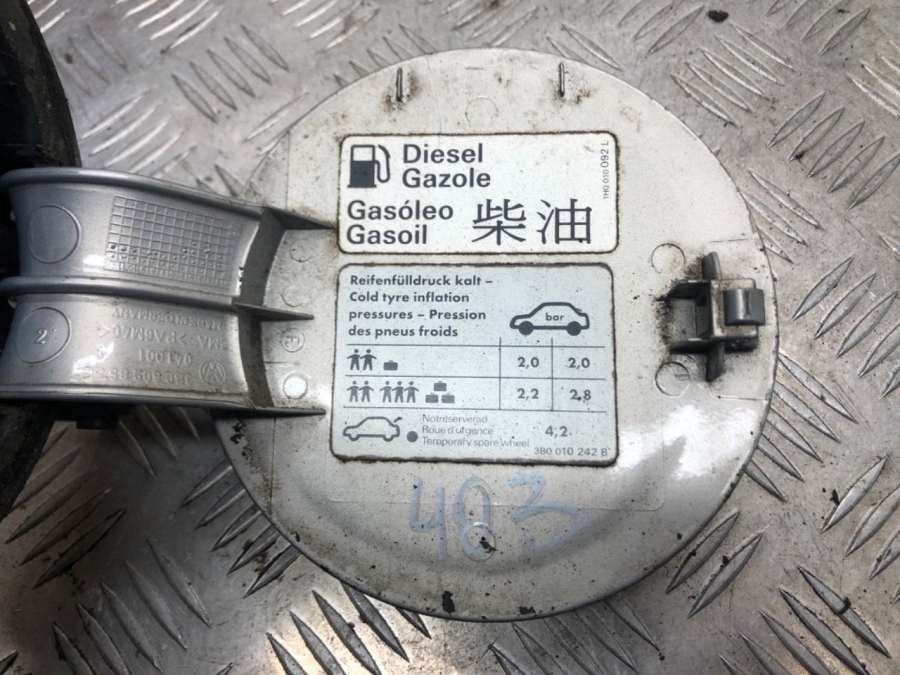 Diesel
Gazole
Gasóleo
Gasoil
柴油
1H0 010 092 L
Reifenfülldruck kalt –
Cold tyre inflation
pressures – Pression
des pneus froids
bar
2,0 2,0
2,2 2,8
Notreserverad
Roue d'urgence
Temporary spare wheel
4,2
3B0 010 242 B
403
2